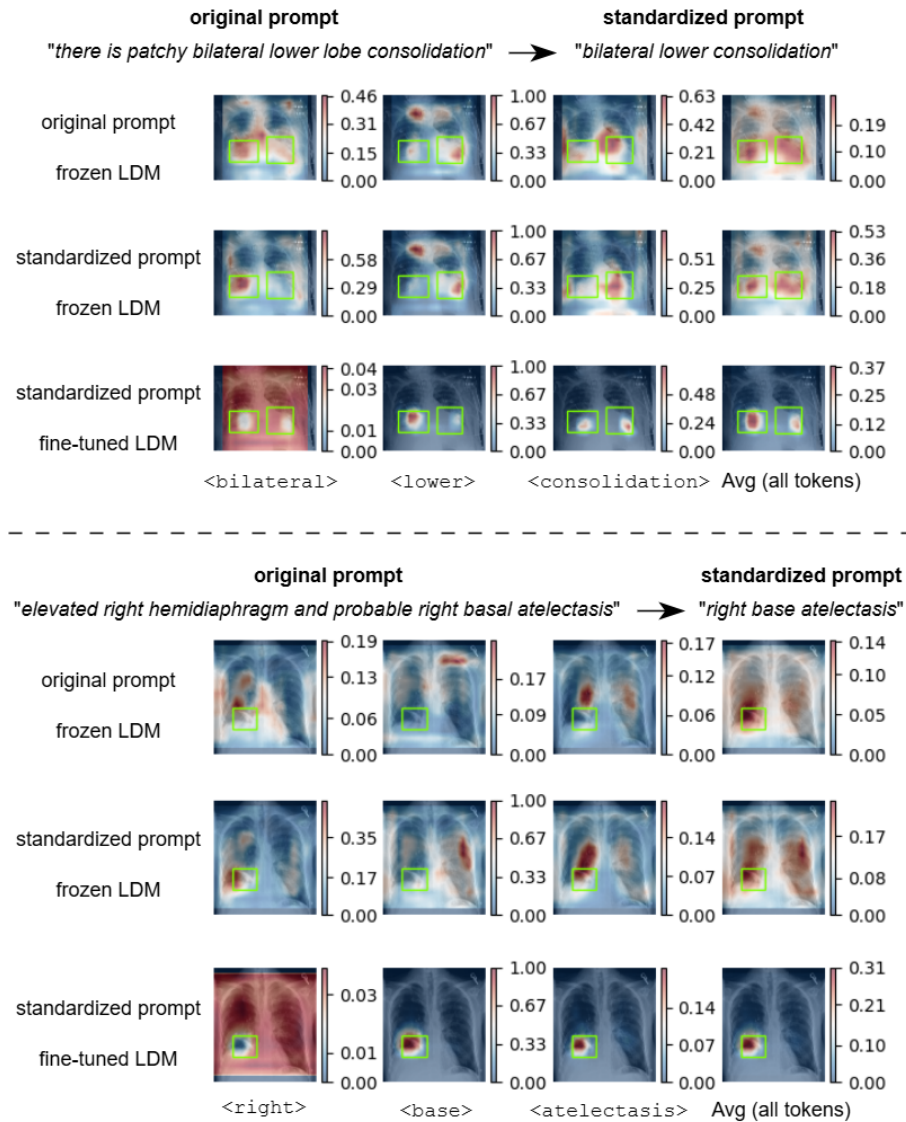 original prompt standardized prompt
"there is patchy bilateral lower lobe consolidation" "bilateral lower consolidation"
original prompt
frozen LDM
0.46 0.31 0.15 0.00
1.00 0.67 0.33 0.00
0.63 0.42 0.21 0.00
0.19 0.10 0.00
standardized prompt
frozen LDM
0.58 0.29 0.00
1.00 0.67 0.33 0.00
0.51 0.25 0.00
0.53 0.36 0.18 0.00
standardized prompt
fine-tuned LDM
0.04 0.03 0.01 0.00
1.00 0.67 0.33 0.00
0.48 0.24 0.00
0.37 0.25 0.12 0.00
<bilateral> <lower> <consolidation> Avg (all tokens)
original prompt standardized prompt
"elevated right hemidiaphragm and probable right basal atelectasis" "right base atelectasis"
original prompt
frozen LDM
0.19 0.13 0.06 0.00
0.18 0.09 0.00
0.17 0.12 0.06 0.00
0.14 0.10 0.05 0.00
standardized prompt
frozen LDM
0.35 0.17 0.00
1.00 0.67 0.33 0.00
0.14 0.07 0.00
0.17 0.08 0.00
standardized prompt
fine-tuned LDM
0.03 0.01 0.00
1.00 0.67 0.33 0.00
0.14 0.07 0.00
0.31 0.21 0.10 0.00
<right> <base> <atelectasis> Avg (all tokens)